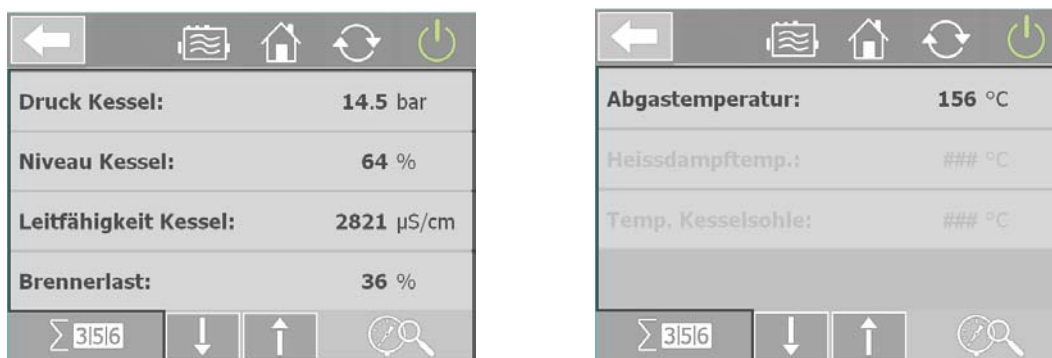 Druck Kessel: 14.5 bar
Niveau Kessel: 64 %
Leitfähigkeit Kessel: 2821 µS/cm
Brennerlast: 36 %
3|5|6
Abgastemperatur: 156 °C
Heissdampftemp.: ### °C
Temp. Kesselsohle: ### °C
3|5|6